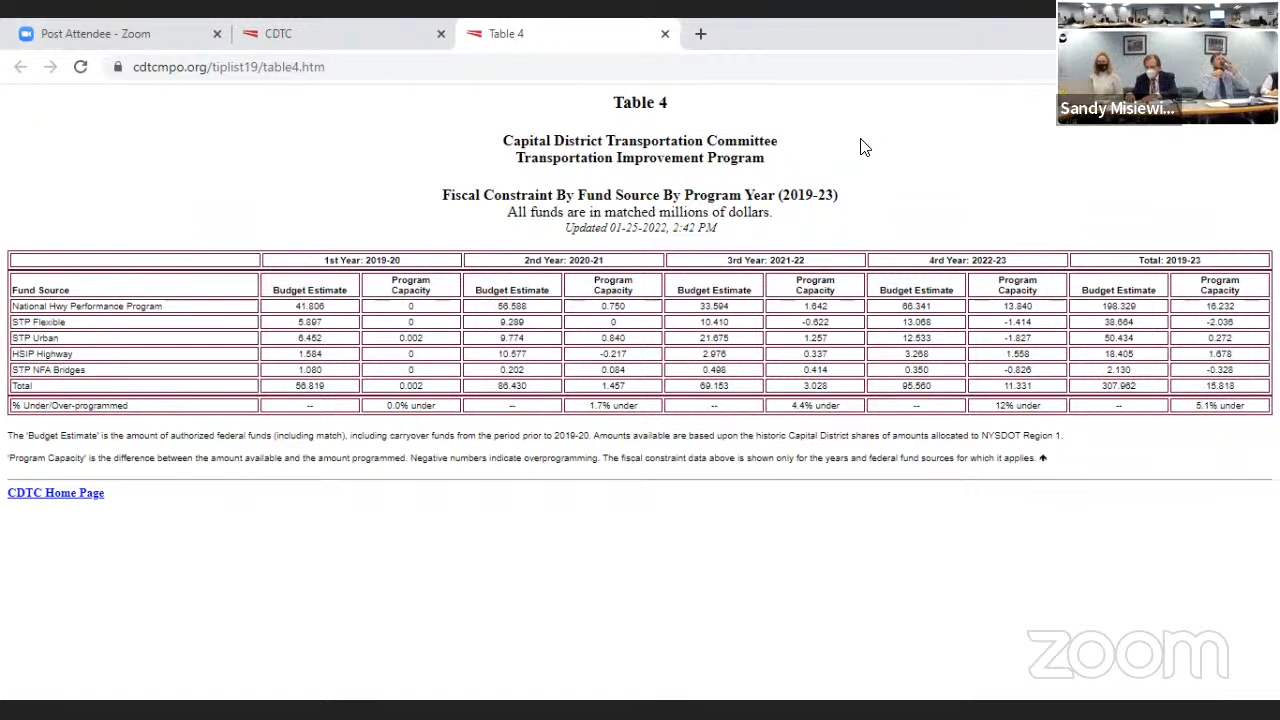 Post Attendee - Zoom
CDTC
Table 4
cdtcmpo.org/tiplist19/table4.htm
Sandy Misiewi...
Table 4
Capital District Transportation Committee
Transportation Improvement Program
Fiscal Constraint By Fund Source By Program Year (2019-23)
All funds are in matched millions of dollars.
Updated 01-25-2022, 2:42 PM
1st Year: 2019-20 2nd Year: 2020-21 3rd Year: 2021-22 4rd Year: 2022-23 Total: 2019-23
Fund Source Budget Estimate Program Capacity Budget Estimate Program Capacity Budget Estimate Program Capacity Budget Estimate Program Capacity Budget Estimate Program Capacity
National Hwy Performance Program 41.806 0 56.588 0.750 33.594 1.642 66.341 13.840 198.329 16.232
STP Flexible 5.897 0 9.289 0 10.410 -0.622 13.068 -1.414 38.664 -2.036
STP Urban 6.452 0.002 9.774 0.840 21.675 1.257 12.533 -1.827 50.434 0.272
HSIP Highway 1.584 0 10.577 -0.217 2.976 0.337 3.268 1.558 18.405 1.678
STP NFA Bridges 1.080 0 0.202 0.084 0.498 0.414 0.350 -0.826 2.130 -0.328
Total 56.819 0.002 86.430 1.457 69.153 3.028 95.560 11.331 307.962 15.818
% Under/Over-programmed -- 0.0% under -- 1.7% under -- 4.4% under -- 12% under -- 5.1% under
The 'Budget Estimate' is the amount of authorized federal funds (including match), including carryover funds from the period prior to 2019-20. Amounts available are based upon the historic Capital District shares of amounts allocated to NYSDOT Region 1.
'Program Capacity' is the difference between the amount available and the amount programmed. Negative numbers indicate overprogramming. The fiscal constraint data above is shown only for the years and federal fund sources for which it applies.
CDTC Home Page
zoom